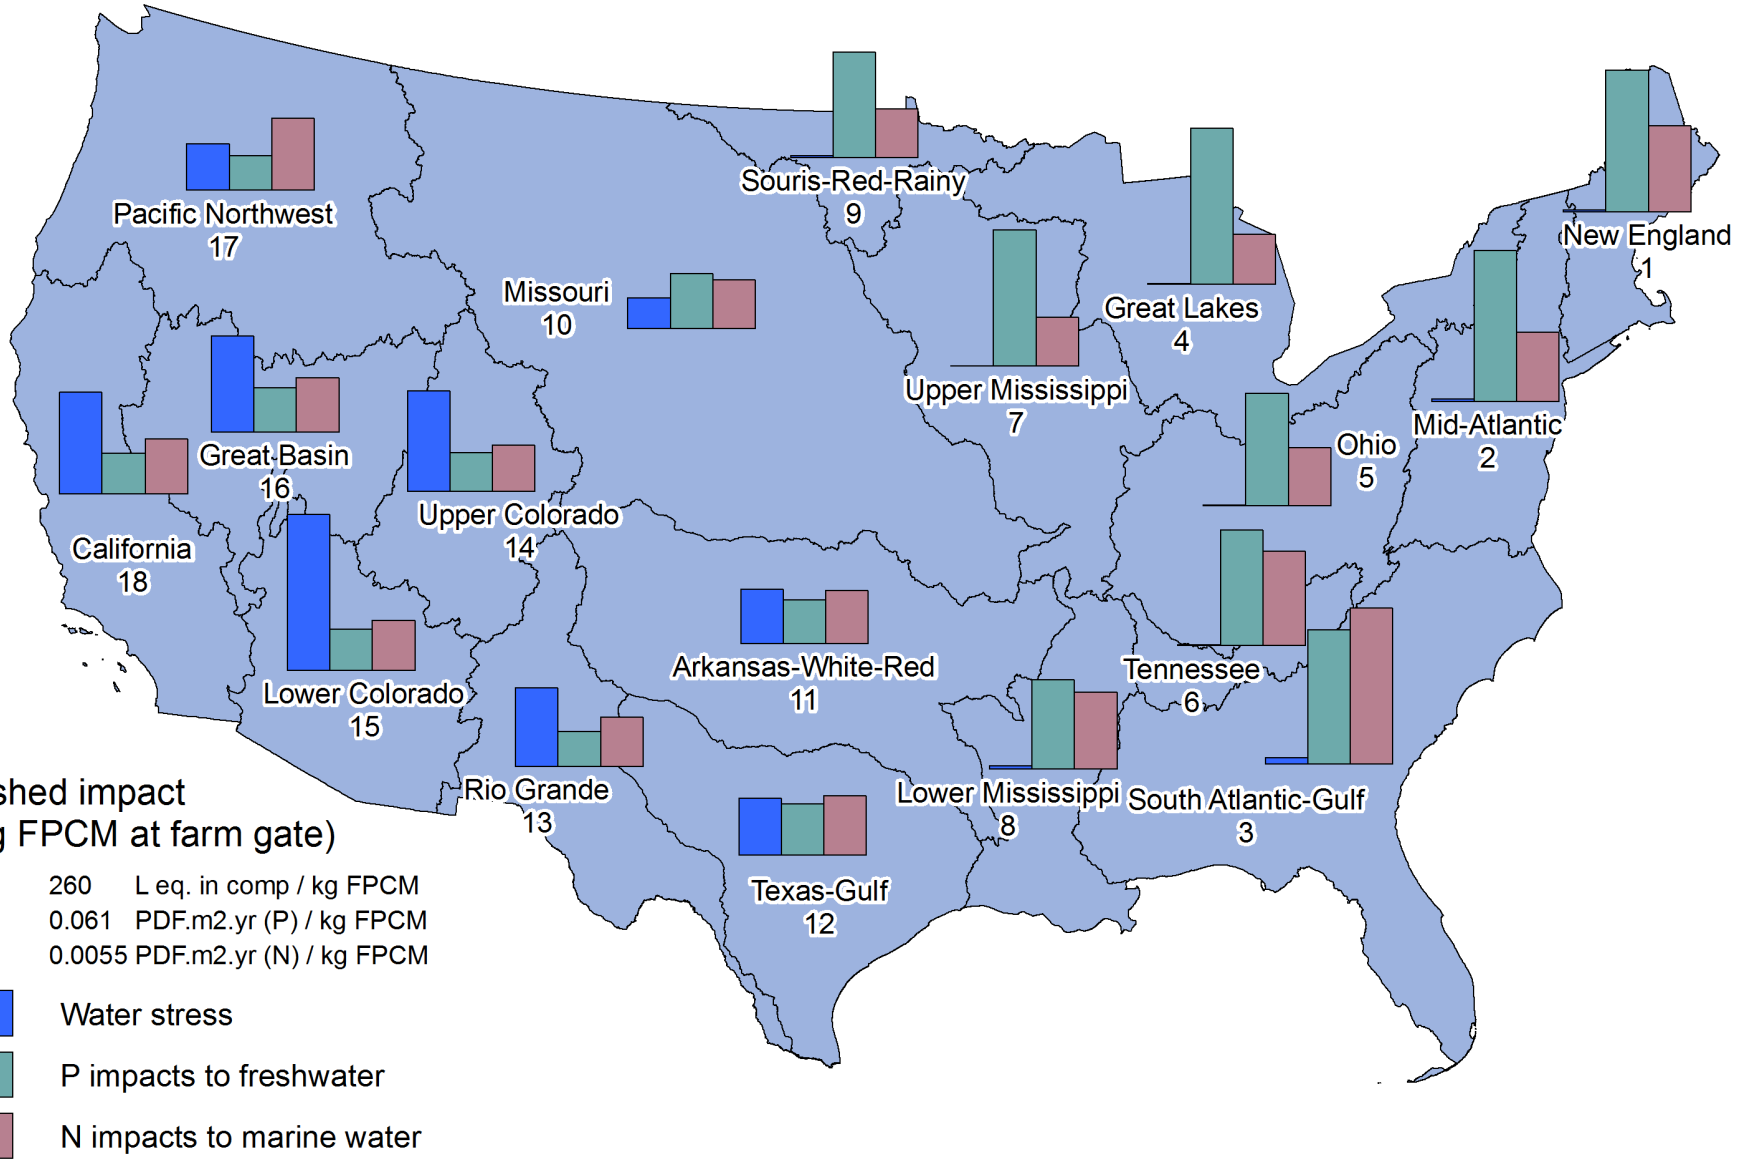 Pacific Northwest
17
Souris-Red-Rainy
9
New England
1
Missouri
10
Great Lakes
4
Upper Mississippi
7
Mid-Atlantic
2
Ohio
5
Great Basin
16
Upper Colorado
14
California
18
Lower Colorado
15
Arkansas-White-Red
11
Tennessee
6
Rio Grande
13
Lower Mississippi
8
South Atlantic-Gulf
3
Texas-Gulf
12
impact
FPCM at farm gate)
260 L eq. in comp / kg FPCM
0.061 PDF.m2.yr (P) / kg FPCM
0.0055 PDF.m2.yr (N) / kg FPCM
Water stress
P impacts to freshwater
N impacts to marine water